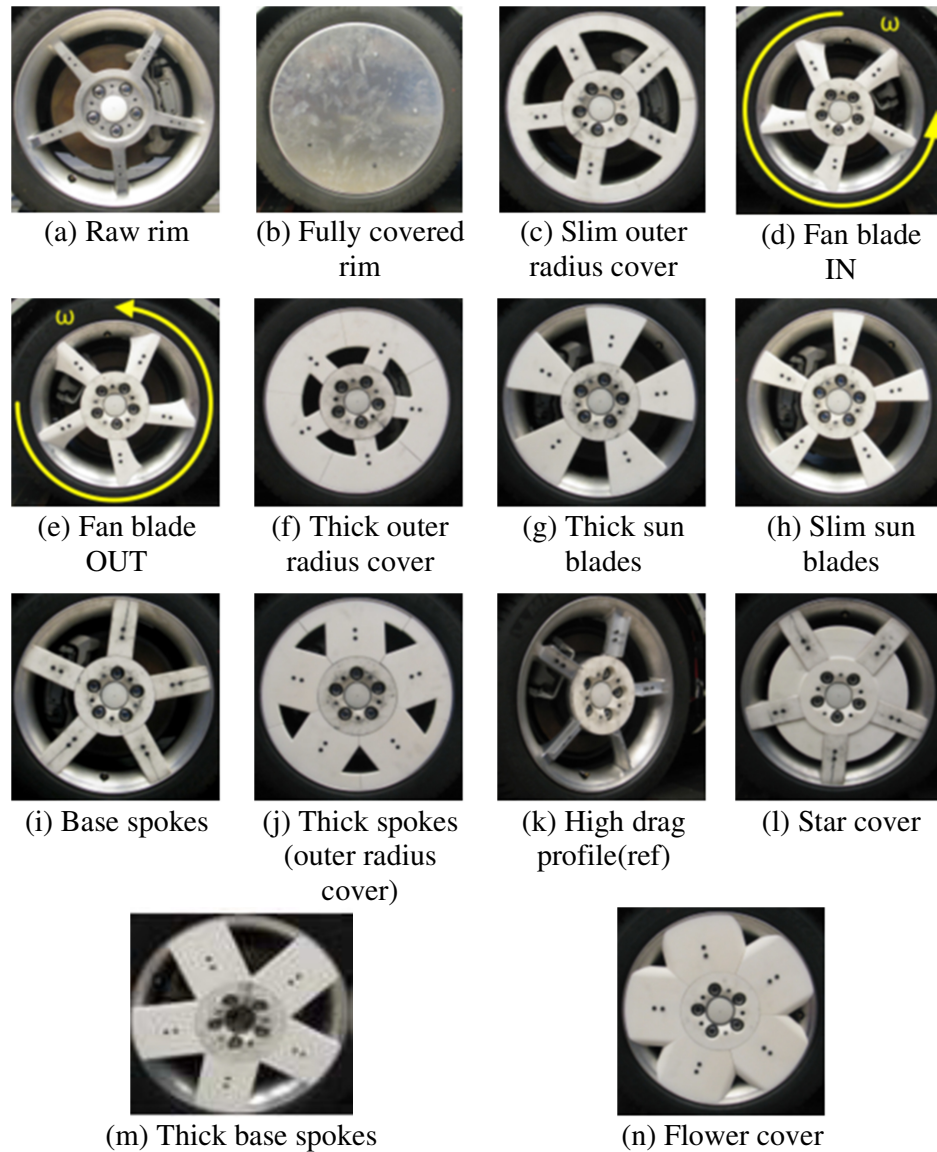 ω
(a) Raw rim
(b) Fully covered
rim
(c) Slim outer
radius cover
(d) Fan blade
IN
ω
(e) Fan blade
OUT
(f) Thick outer
radius cover
(g) Thick sun
blades
(h) Slim sun
blades
(i) Base spokes
(j) Thick spokes
(outer radius
cover)
(k) High drag
profile(ref)
(l) Star cover
(m) Thick base spokes
(n) Flower cover